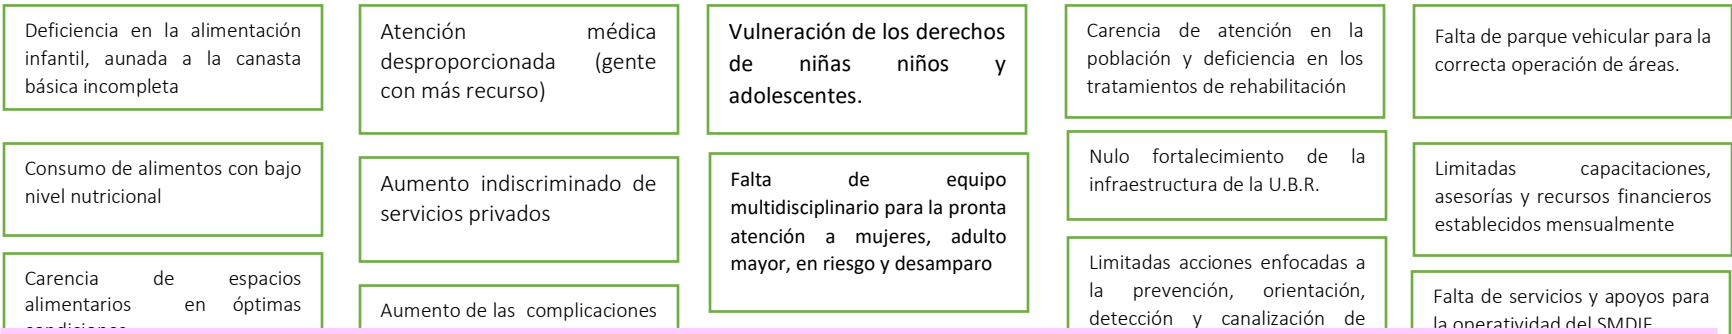 Deficiencia en la alimentación
infantil, aunada a la canasta
básica incompleta
Consumo de alimentos con bajo
nivel nutricional
Carencia de espacios
alimentarios en óptimas
condiciones
Atención médica
desproporcionada (gente
con más recurso)
Aumento indiscriminado de
servicios privados
Aumento de las complicaciones
Vulneración de los derechos
de niñas niños y
adolescentes.
Falta de equipo
multidisciplinario para la pronta
atención a mujeres, adulto
mayor, en riesgo y desamparo
Carencia de atención en la
población y deficiencia en los
tratamientos de rehabilitación
Nulo fortalecimiento de la
infraestructura de la U.B.R.
Limitadas acciones enfocadas a
la prevención, orientación,
detección y canalización de
Falta de parque vehicular para la
correcta operación de áreas.
Limitadas capacitaciones,
asesorías y recursos financieros
establecidos mensualmente
Falta de servicios y apoyos para
la operatividad del SMDIF